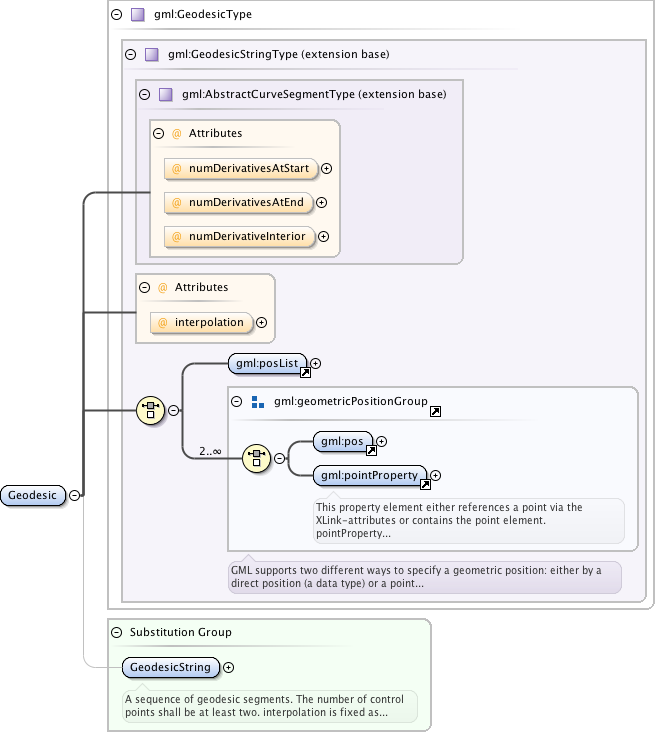 gml:GeodesicType
gml:GeodesicStringType (extension base)
gml:AbstractCurveSegmentType (extension base)
@ Attributes
@ numDerivativesAtStart
@ numDerivativesAtEnd
@ numDerivativeInterior
@ Attributes
@ interpolation
gml:posList
gml:geometricPositionGroup
2..∞
gml:pos
gml:pointProperty
This property element either references a point via the
XLink-attributes or contains the point element.
pointProperty...
GML supports two different ways to specify a geometric position: either by a
direct position (a data type) or a point...
Geodesic
Substitution Group
GeodesicString
A sequence of geodesic segments. The number of control
points shall be at least two. interpolation is fixed as...